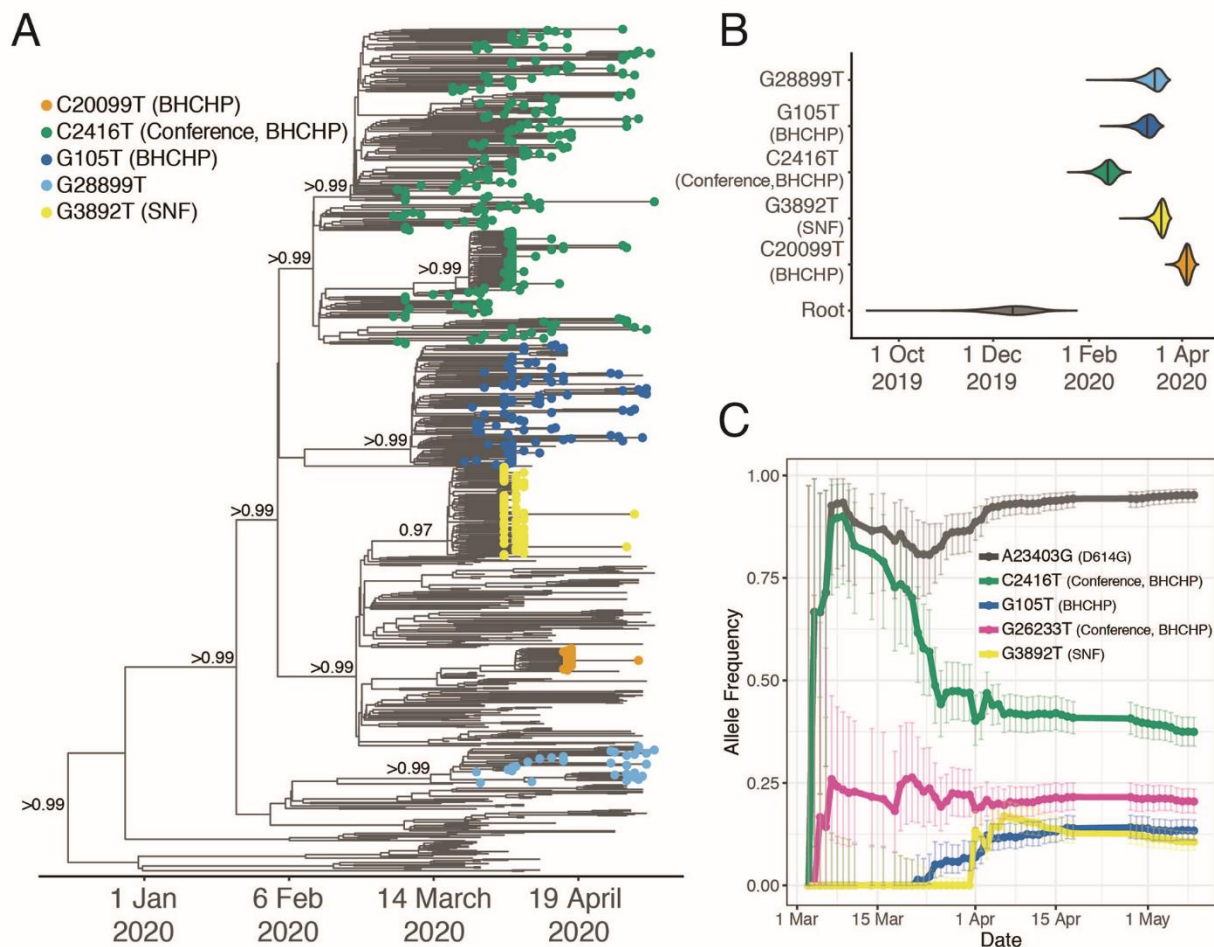 A
C20099T (BHCHP)
C2416T (Conference, BHCHP)
G105T (BHCHP)
G28899T
G3892T (SNF)
>0.99
>0.99
>0.99
>0.99
0.97
>0.99
>0.99
>0.99
>0.99
1 Jan
2020
6 Feb
2020
14 March
2020
19 April
2020
B
G28899T
G105T
(BHCHP)
C2416T
(Conference,BHCHP)
G3892T
(SNF)
C20099T
(BHCHP)
Root
1 Oct
2019
1 Dec
2019
1 Feb
2020
1 Apr
2020
C
Allele Frequency
1.00
0.75
0.50
0.25
0.00
A23403G (D614G)
C2416T (Conference, BHCHP)
G105T (BHCHP)
G26233T (Conference, BHCHP)
G3892T (SNF)
1 Mar
15 Mar
1 Apr
15 Apr
1 May
Date